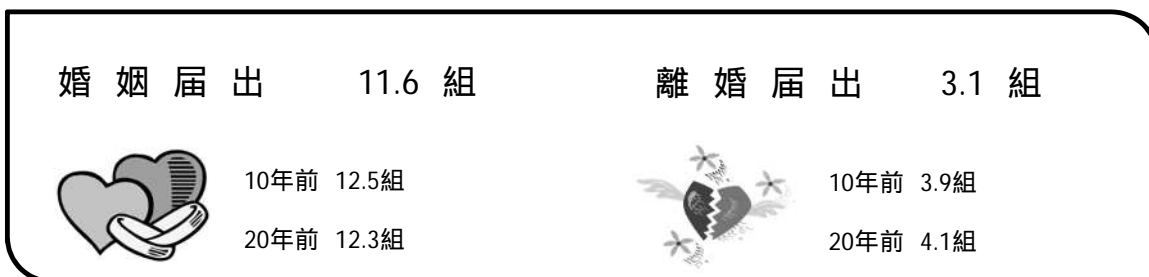 婚姻届出 11.6 組
10年前 12.5組
20年前 12.3組
離婚届出 3.1 組
10年前 3.9組
20年前 4.1組